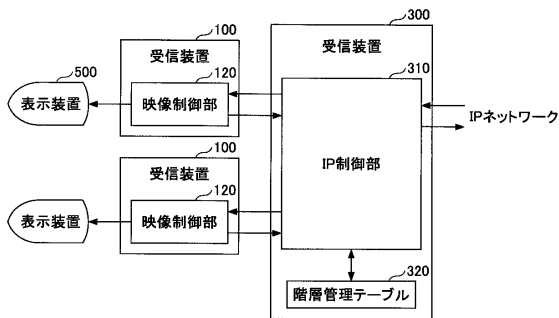 300
受信装置
100
受信装置
500
120
310
表示装置
映像制御部
IPネットワーク
IP制御部
100
受信装置
120
表示装置
映像制御部
320
階層管理テーブル